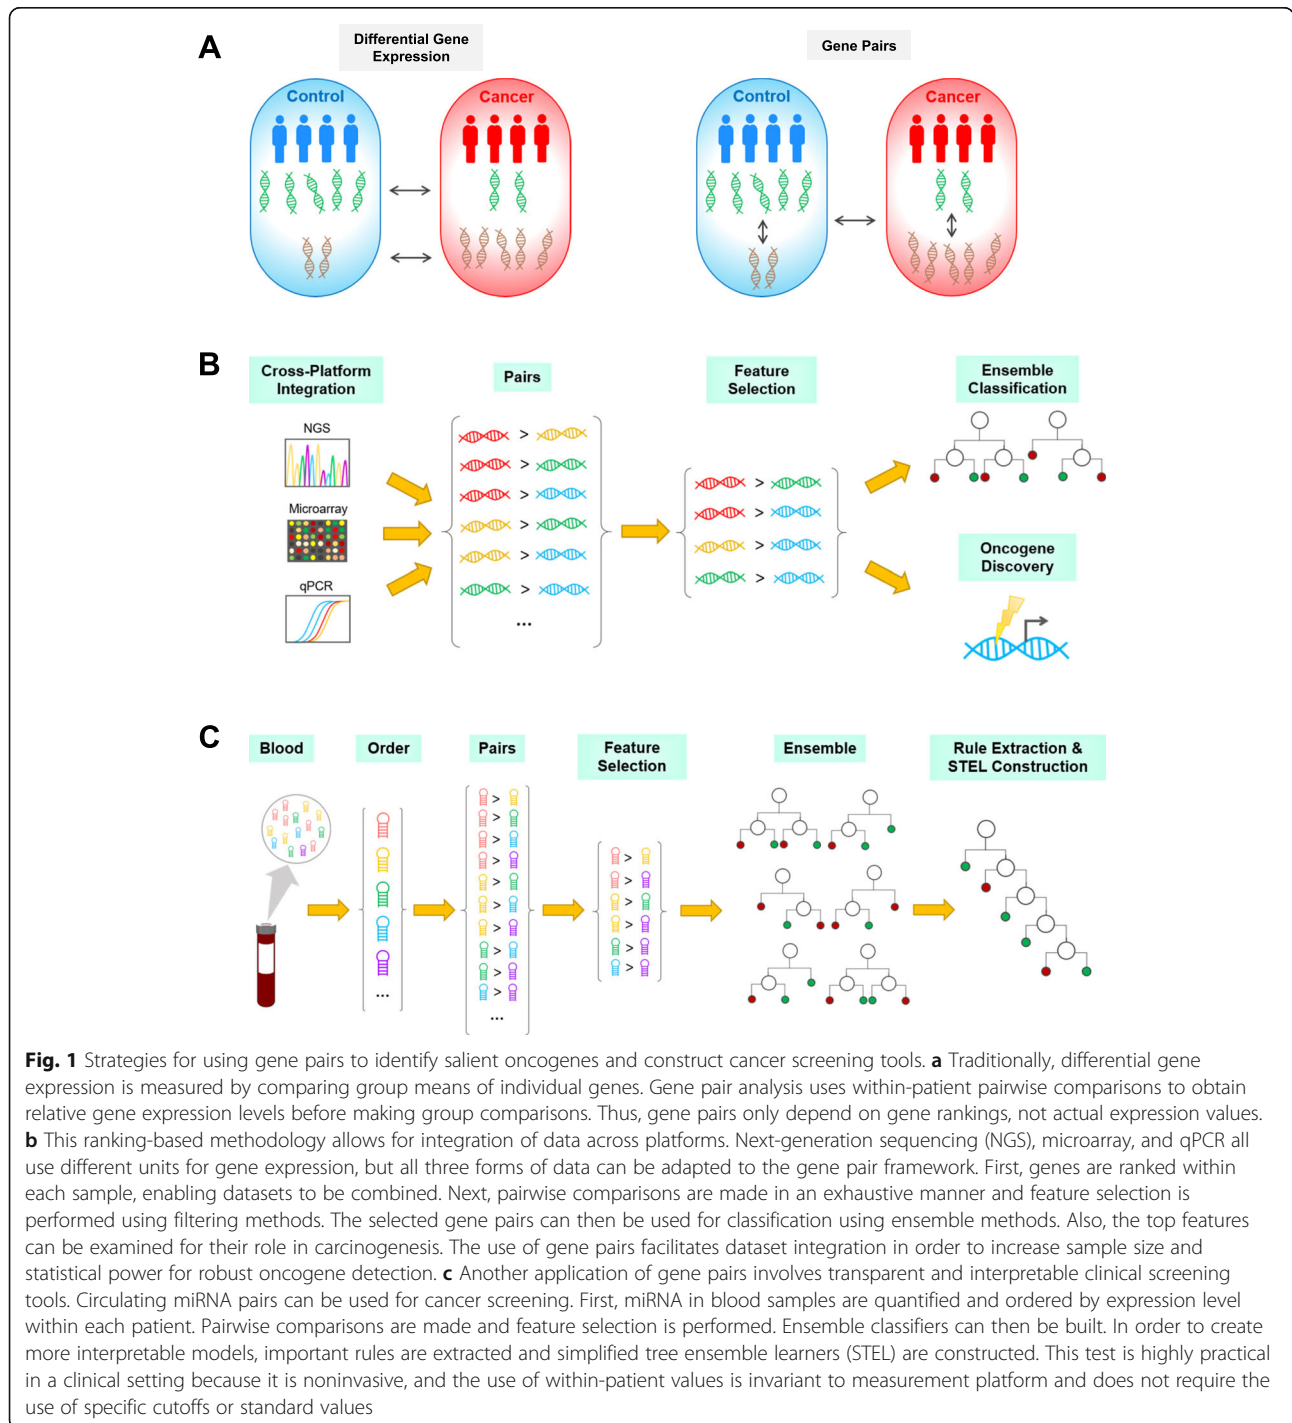 A
Differential Gene
Expression
Gene Pairs
Control
Cancer
Control
Cancer
B
Cross-Platform
Integration
Pairs
Feature
Selection
Ensemble
Classification
NGS
>
>
>
>
>
>
...
Microarray
qPCR
>
>
>
>
Oncogene
Discovery
C
Blood
Order
Pairs
Feature
Selection
Ensemble
Rule Extraction &
STEL Construction
...
>
>
>
>
>
>
>
>
>
>
...
>
>
>
>
>
>
Fig. 1 Strategies for using gene pairs to identify salient oncogenes and construct cancer screening tools. a Traditionally, differential gene
expression is measured by comparing group means of individual genes. Gene pair analysis uses within-patient pairwise comparisons to obtain
relative gene expression levels before making group comparisons. Thus, gene pairs only depend on gene rankings, not actual expression values.
b This ranking-based methodology allows for integration of data across platforms. Next-generation sequencing (NGS), microarray, and qPCR all
use different units for gene expression, but all three forms of data can be adapted to the gene pair framework. First, genes are ranked within
each sample, enabling datasets to be combined. Next, pairwise comparisons are made in an exhaustive manner and feature selection is
performed using filtering methods. The selected gene pairs can then be used for classification using ensemble methods. Also, the top features
can be examined for their role in carcinogenesis. The use of gene pairs facilitates dataset integration in order to increase sample size and
statistical power for robust oncogene detection. c Another application of gene pairs involves transparent and interpretable clinical screening
tools. Circulating miRNA pairs can be used for cancer screening. First, miRNA in blood samples are quantified and ordered by expression level
within each patient. Pairwise comparisons are made and feature selection is performed. Ensemble classifiers can then be built. In order to create
more interpretable models, important rules are extracted and simplified tree ensemble learners (STEL) are constructed. This test is highly practical
in a clinical setting because it is noninvasive, and the use of within-patient values is invariant to measurement platform and does not require the
use of specific cutoffs or standard values